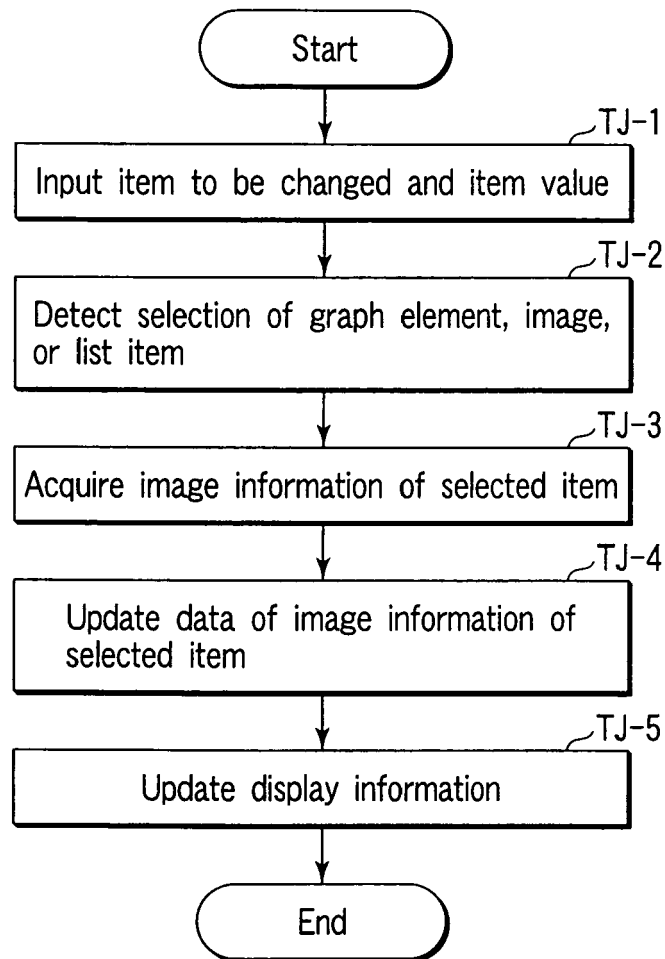 Start
TJ-1
Input item to be changed and item value
TJ-2
Detect selection of graph element, image,
or list item
TJ-3
Acquire image information of selected item
TJ-4
Update data of image information of
selected item
TJ-5
Update display information
End